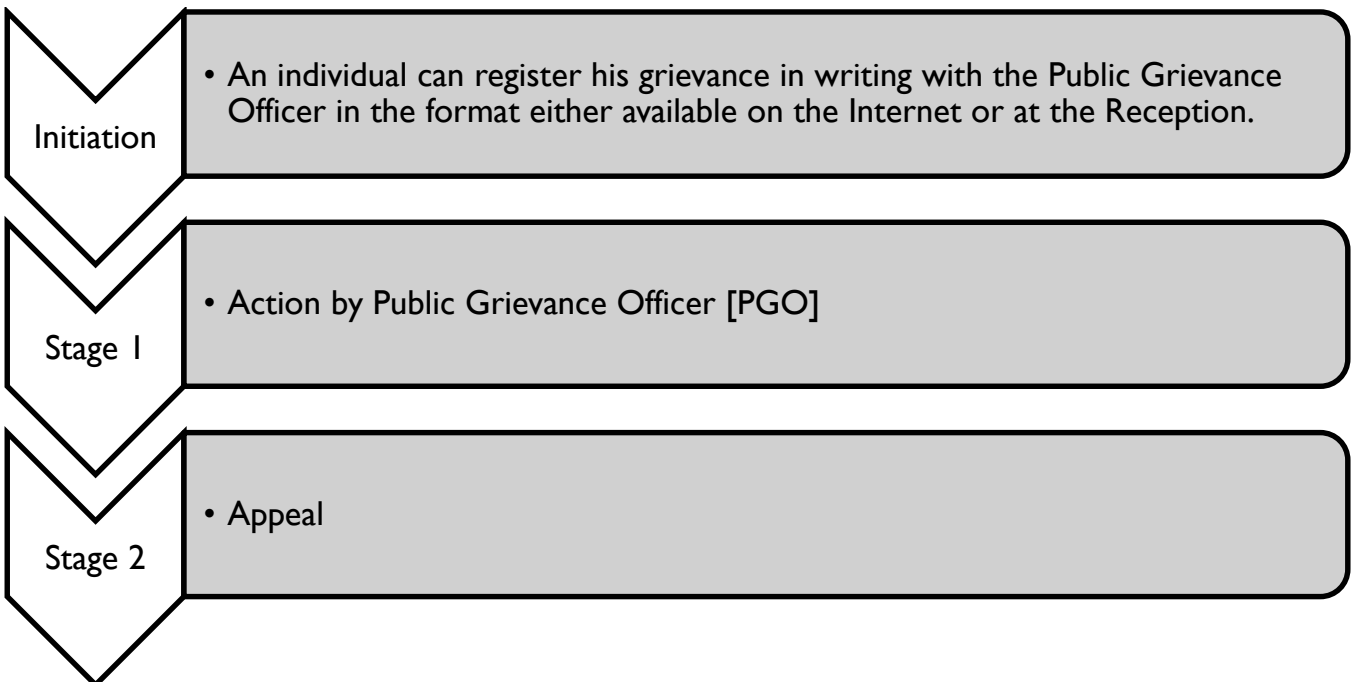 Initiation
• An individual can register his grievance in writing with the Public Grievance
Officer in the format either available on the Internet or at the Reception.
Stage 1
• Action by Public Grievance Officer [PGO]
Stage 2
• Appeal